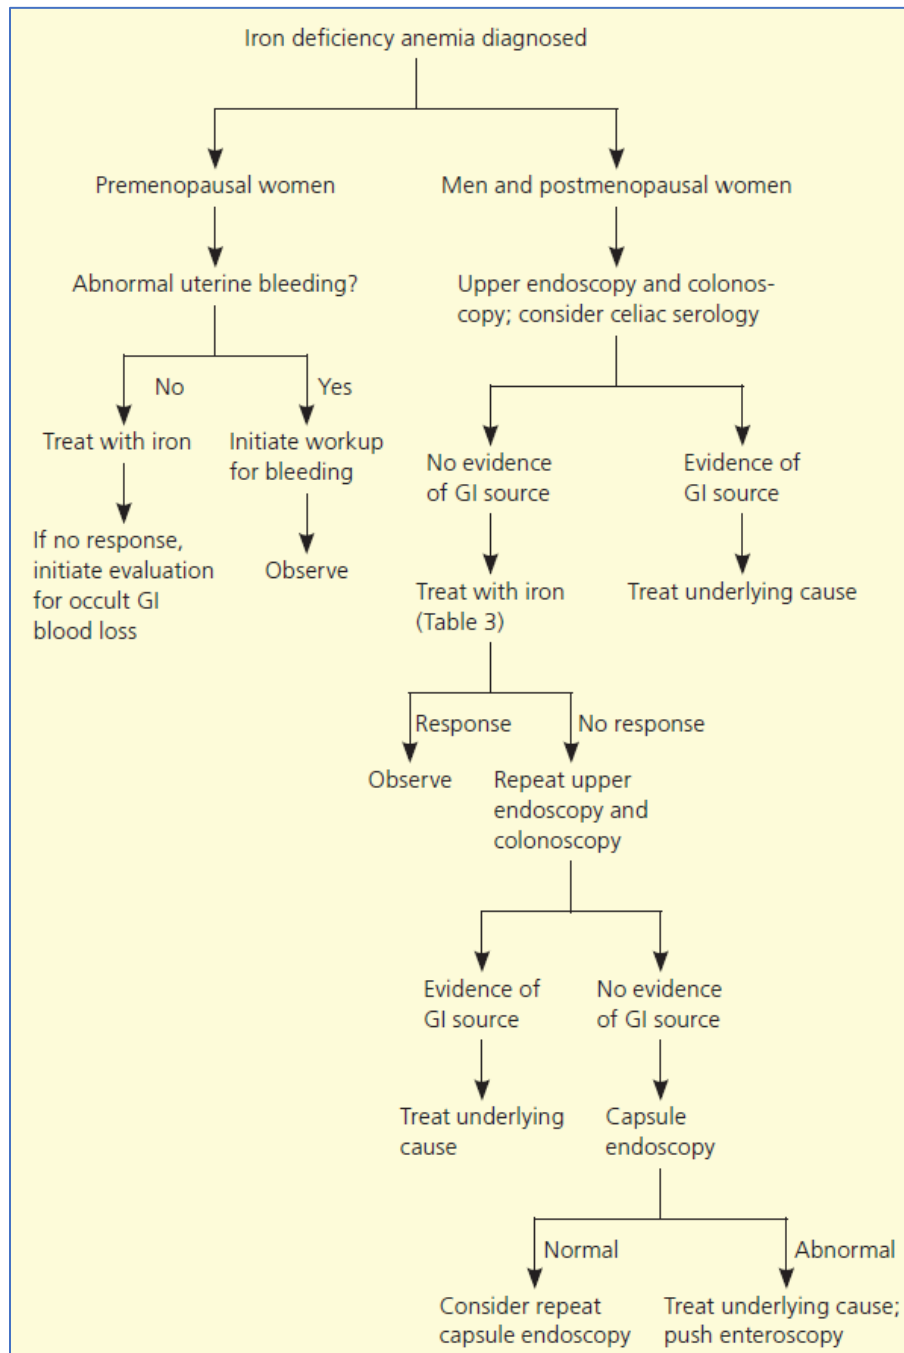 Iron deficiency anemia diagnosed
Premenopausal women
Men and postmenopausal women
Abnormal uterine bleeding?
Upper endoscopy and colonos-
copy; consider celiac serology
No
Yes
Treat with iron
Initiate workup
for bleeding
No evidence
of GI source
Evidence of
GI source
If no response,
initiate evaluation
for occult GI
blood loss
Observe
Treat with iron
(Table 3)
Treat underlying cause
Response
No response
Observe
Repeat upper
endoscopy and
colonoscopy
Evidence of
GI source
No evidence
of GI source
Treat underlying
cause
Capsule
endoscopy
Normal
Abnormal
Consider repeat
capsule endoscopy
Treat underlying cause;
push enteroscopy